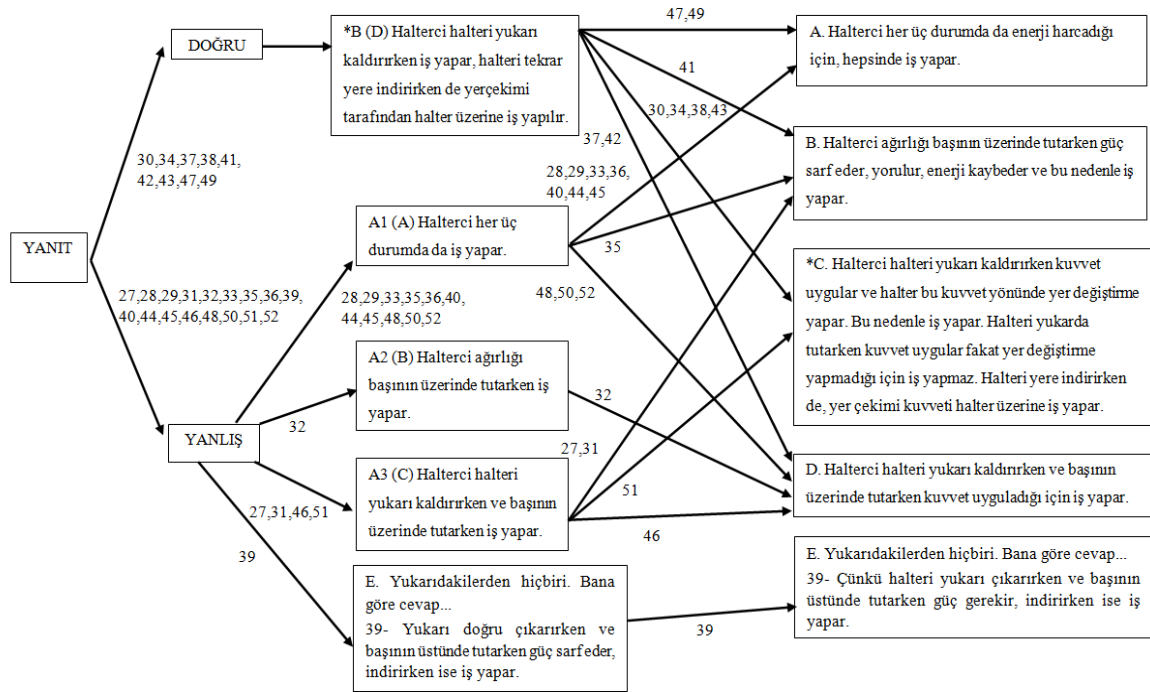 YANIT
DOĞRU
YANLIŞ
30,34,37,38,41,
42,43,47,49
27,28,29,31,32,33,35,36,39,
40,44,45,46,48,50,51,52
*B (D) Halterci halteri yukarı
kaldırırken iş yapar, halteri tekrar
yere indirirken de yerçekimi
tarafından halter üzerine iş yapılır.
28,29,33,35,36,40,
44,45,48,50,52
32
27,31,46,51
39
A1 (A) Halterci her üç
durumda da iş yapar.
A2 (B) Halterci ağırlığı
başının üzerinde tutarken iş
yapar.
A3 (C) Halterci halteri
yukarı kaldırırken ve başının
üzerinde tutarken iş yapar.
E. Yukarıdakilerden hiçbiri. Bana
göre cevap...
39- Yukarı doğru çıkarırken ve
başının üstünde tutarken güç sarf eder,
indirirken ise iş yapar.
47,49
41
30,34,38,43
37,42
28,29,33,36,
40,44,45
35
48,50,52
32
27,31
51
46
39
A. Halterci her üç durumda da enerji harcadığı
için, hepsinde iş yapar.
B. Halterci ağırlığı başının üzerinde tutarken güç
sarf eder, yorulur, enerji kaybeder ve bu nedenle iş
yapar.
*C. Halterci halteri yukarı kaldırırken kuvvet
uygular ve halter bu kuvvet yönünde yer değiştirme
yapar. Bu nedenle iş yapar. Halteri yukarda
tutarken kuvvet uygular fakat yer değiştirme
yapmadığı için iş yapmaz. Halteri yere indirirken
de, yer çekimi kuvveti halter üzerine iş yapar.
D. Halterci halteri yukarı kaldırırken ve başının
üzerinde tutarken kuvvet uyguladığı için iş yapar.
E. Yukarıdakilerden hiçbiri. Bana göre cevap...
39- Çünkü halteri yukarı çıkarırken ve başının
üstünde tutarken güç gerekir, indirirken ise iş
yapar.